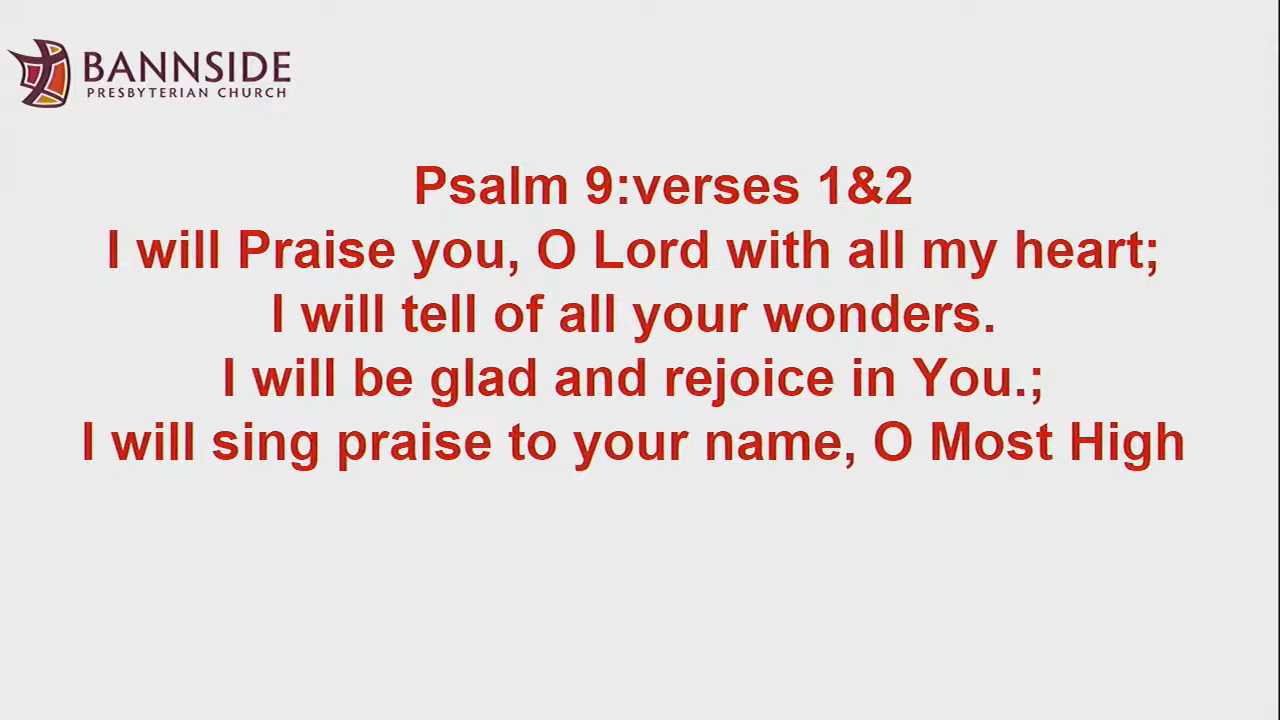 BANNSIDE
PRESBYTERIAN CHURCH
Psalm 9:verses 1&2
I will Praise you, O Lord with all my heart;
I will tell of all your wonders.
I will be glad and rejoice in You.;
I will sing praise to your name, O Most High